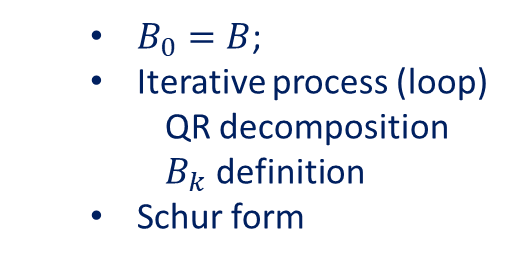 • B₀ = B;
• Iterative process (loop)
QR decomposition
Bₖ definition
• Schur form